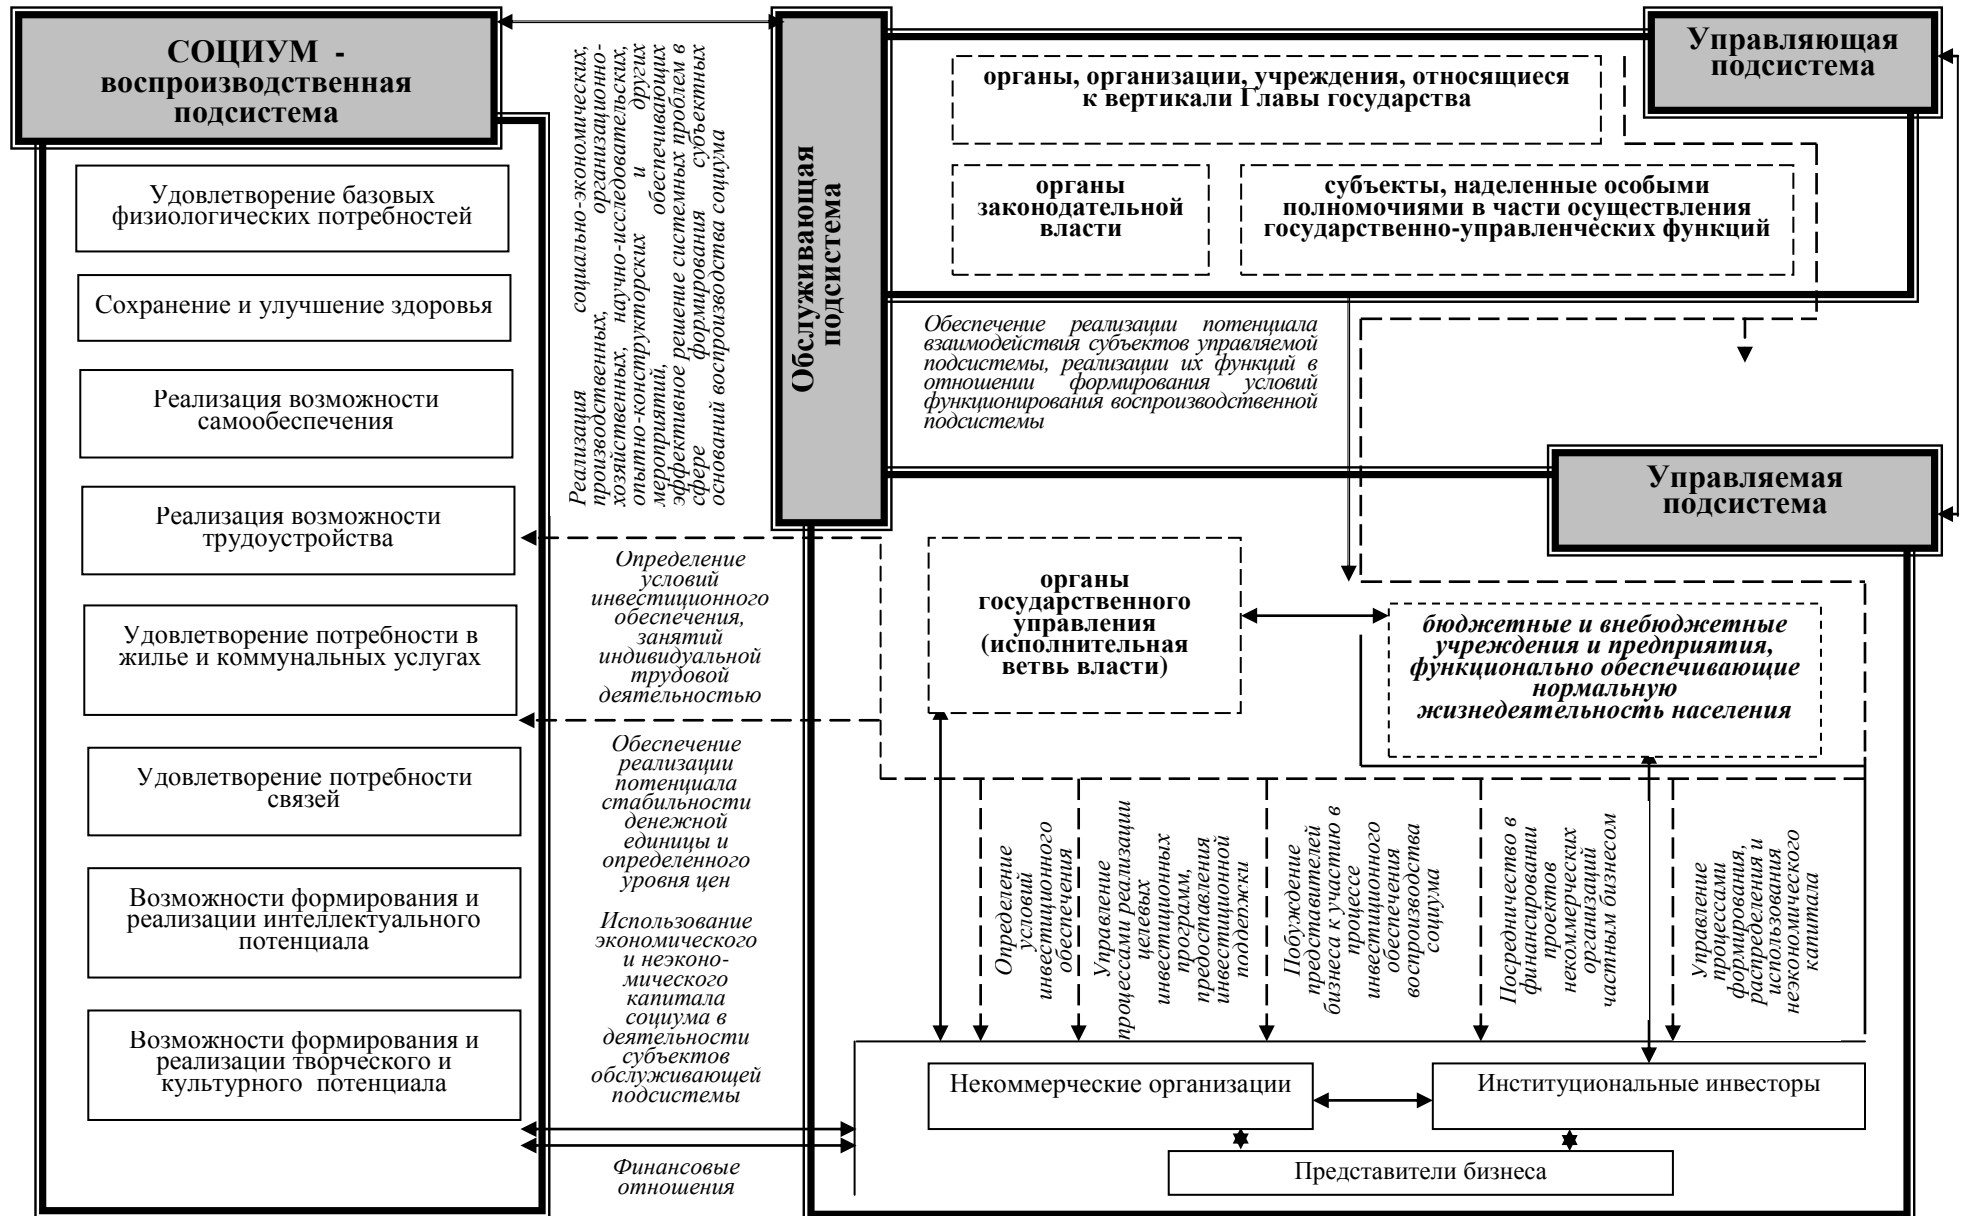 СОЦИУМ -
воспроизводственная
подсистема
Удовлетворение базовых
физиологических потребностей
Сохранение и улучшение здоровья
Реализация возможности
самообеспечения
Реализация возможности
трудоустройства
Удовлетворение потребности в
жилье и коммунальных услугах
Удовлетворение потребности
связей
Возможности формирования и
реализации интеллектуального
потенциала
Возможности формирования и
реализации творческого и
культурного потенциала
Реализация социально-экономических,
производственных, организационно-
хозяйственных, научно-исследовательских,
опытно-конструкторских и других
мероприятий, обеспечивающих
эффективное решение системных проблем в
сфере формирования субъектных
оснований воспроизводства социума
Определение
условий
инвестиционного
обеспечения,
занятий
индивидуальной
трудовой
деятельностью
Обеспечение
реализации
потенциала
стабильности
денежной
единицы и
определенного
уровня цен
Использование
экономического
и неэконо-
мического
капитала
социума в
деятельности
субъектов
обслуживающей
подсистемы
Финансовые
отношения
Обслуживающая
подсистема
Управляющая
подсистема
органы, организации, учреждения, относящиеся
к вертикали Главы государства
органы
законодательной
власти
субъекты, наделенные особыми
полномочиями в части осуществления
государственно-управленческих функций
Обеспечение реализации потенциала
взаимодействия субъектов управляемой
подсистемы, реализации их функций в
отношении формирования условий
функционирования воспроизводственной
подсистемы
Управляемая
подсистема
органы
государственного
управления
(исполнительная
ветвь власти)
бюджетные и внебюджетные
учреждения и предприятия,
функционально обеспечивающие
нормальную
жизнедеятельность населения
Определение
условий
инвестиционного
обеспечения
Управление
процессами реализации
целевых
инвестиционных
программ,
предоставления
инвестиционной
поддержки
Побуждение
представителей
бизнеса к участию в
процессе
инвестиционного
обеспечения
воспроизводства
социума
Посредничество в
финансировании
проектов
некоммерческих
организаций
частным бизнесом
Управление
процессами
формирования,
распределения и
использования
неэкономического
капитала
Некоммерческие организации
Институциональные инвесторы
Представители бизнеса